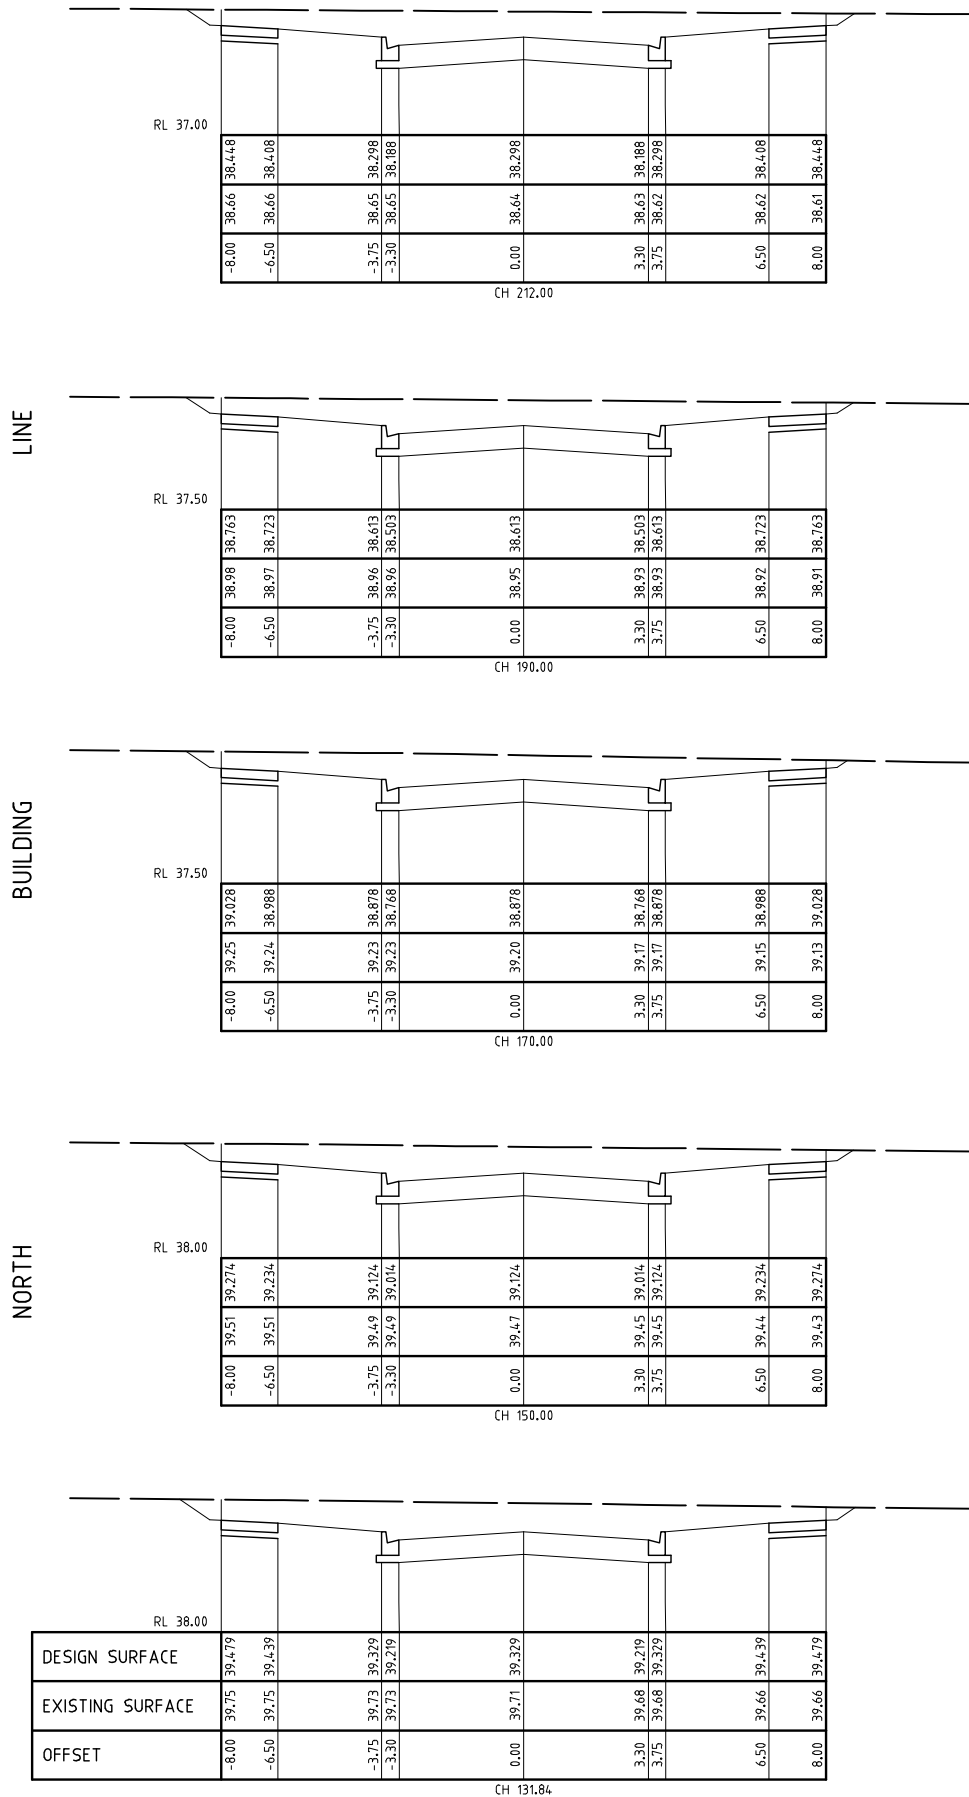 RL 37.00
38.448 38.408 38.298 38.188 38.298 38.188 38.298 38.408 38.448
38.66 38.66 38.65 38.65 38.64 38.63 38.62 38.62 38.61
-8.00 -6.50 -3.75 -3.30 0.00 3.30 3.75 6.50 8.00
CH 212.00
LINE
RL 37.50
38.763 38.723 38.613 38.503 38.613 38.503 38.613 38.723 38.763
38.98 38.97 38.96 38.96 38.95 38.93 38.93 38.92 38.91
-8.00 -6.50 -3.75 -3.30 0.00 3.30 3.75 6.50 8.00
CH 190.00
BUILDING
RL 37.50
39.028 38.988 38.878 38.768 38.878 38.768 38.878 38.988 39.028
39.25 39.24 39.23 39.23 39.20 39.17 39.17 39.15 39.13
-8.00 -6.50 -3.75 -3.30 0.00 3.30 3.75 6.50 8.00
CH 170.00
NORTH
RL 38.00
39.274 39.234 39.124 39.014 39.124 39.014 39.124 39.234 39.274
39.51 39.51 39.49 39.49 39.47 39.45 39.45 39.44 39.43
-8.00 -6.50 -3.75 -3.30 0.00 3.30 3.75 6.50 8.00
CH 150.00
RL 38.00
DESIGN SURFACE 39.479 39.439 39.329 39.219 39.329 39.219 39.329 39.439 39.479
EXISTING SURFACE 39.75 39.75 39.73 39.73 39.71 39.68 39.68 39.66 39.66
OFFSET -8.00 -6.50 -3.75 -3.30 0.00 3.30 3.75 6.50 8.00
CH 131.84